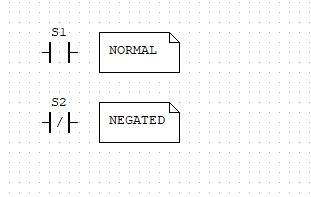 S1
NORMAL
S2
/
NEGATED